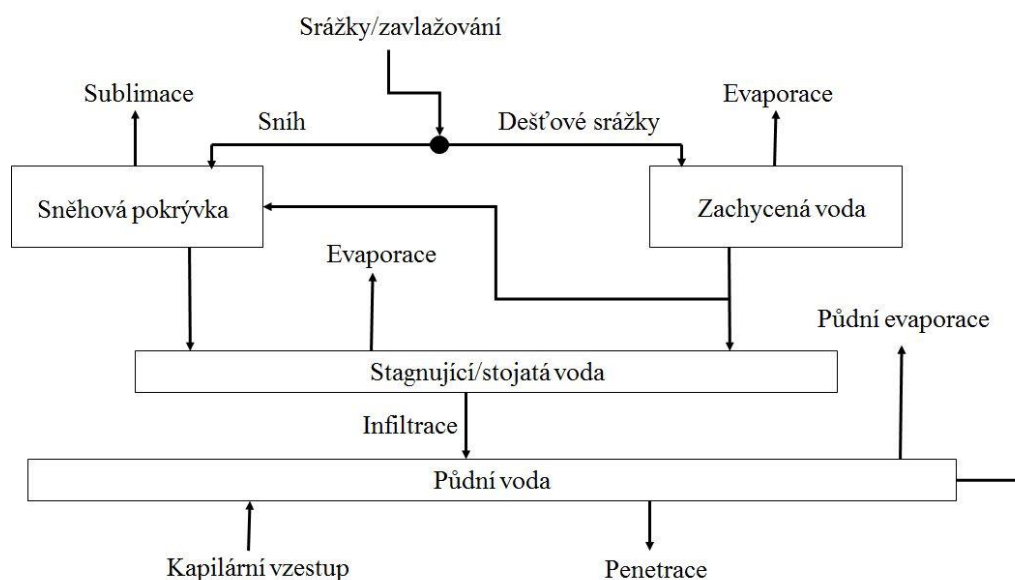 Srážky/zavlažování
Sublimace
Evaporace
Sníh
Dešťové srážky
Sněhová pokrývka
Zachycená voda
Evaporace
Půdní evaporace
Stagnující/stojatá voda
Infiltrace
Půdní voda
Kapilární vzestup
Penetrace